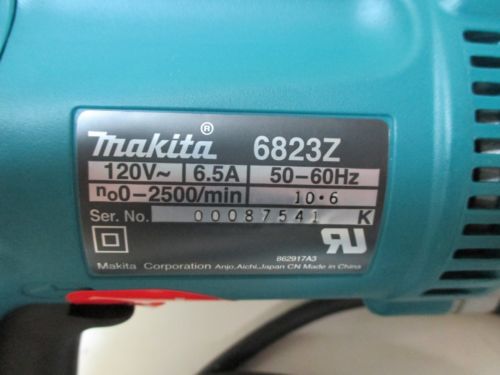 makita® 6823Z
120V~ 6.5A 50-60Hz
n₀0-2500/min 10·6
Ser. No. 00087541 K
862917A3
Makita Corporation Anjo,Aichi,Japan CN Made in China